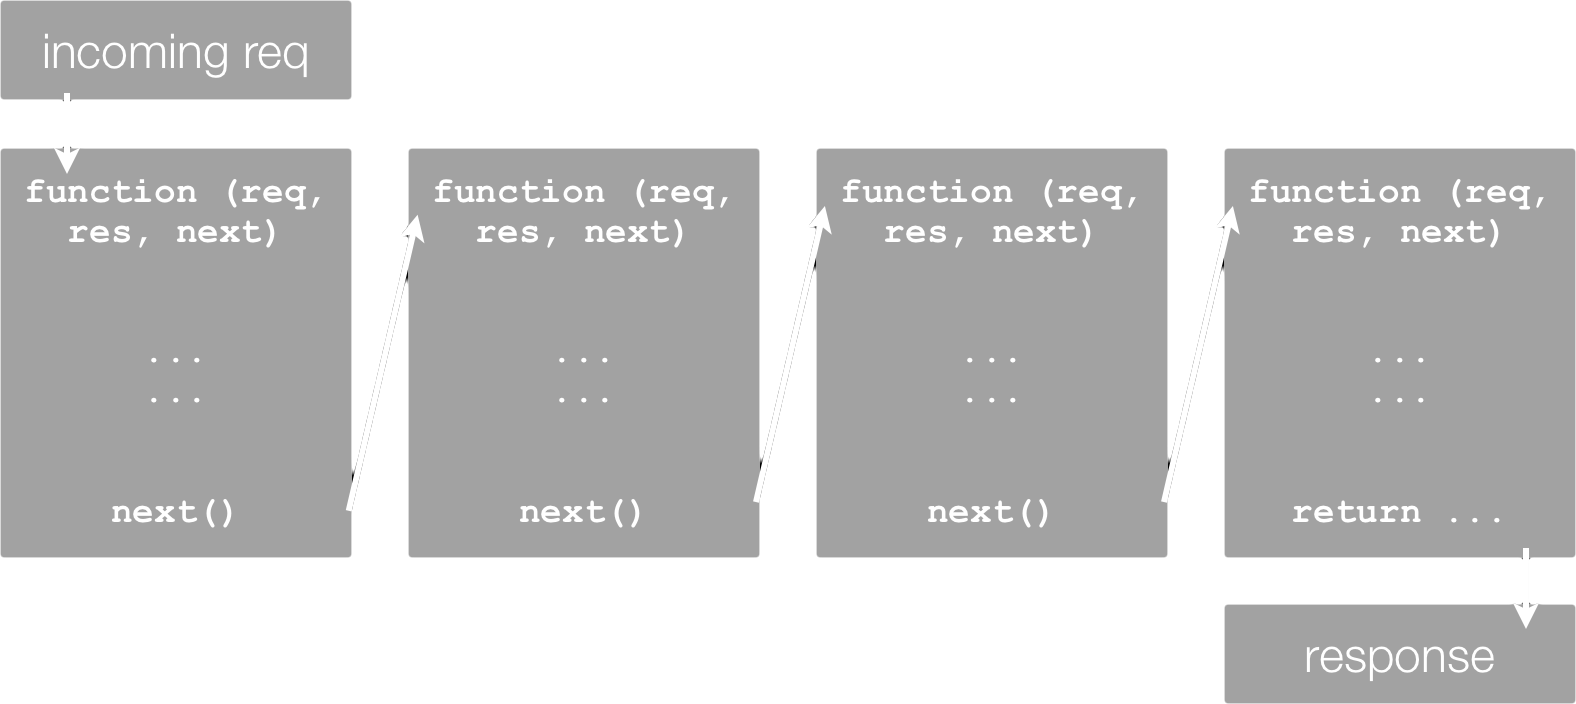 incoming req
function (req,
res, next)
...
...
next()
function (req,
res, next)
...
...
next()
function (req,
res, next)
...
...
next()
function (req,
res, next)
...
...
return ...
response